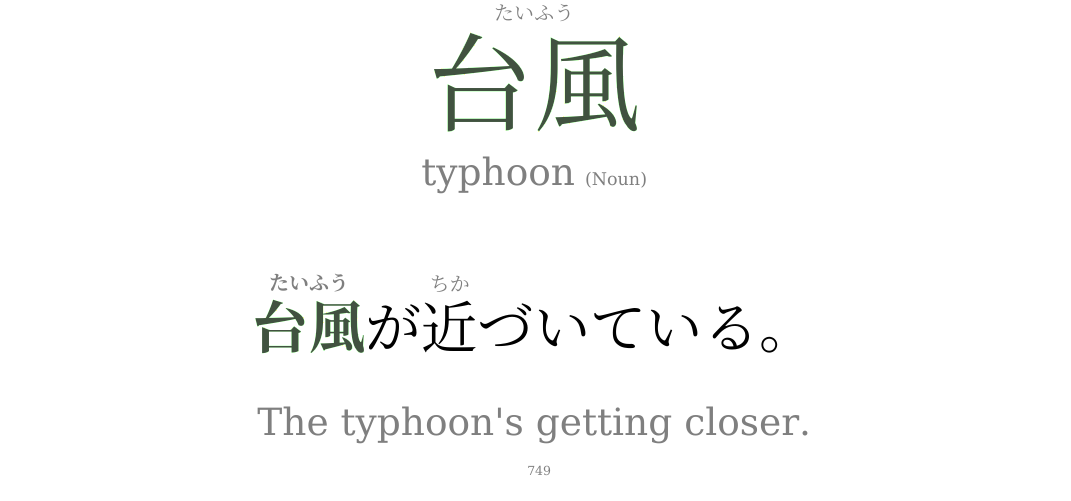 たいふう
台風
typhoon (Noun)
たいふう ちか
台風が近づいている。
The typhoon's getting closer.
749